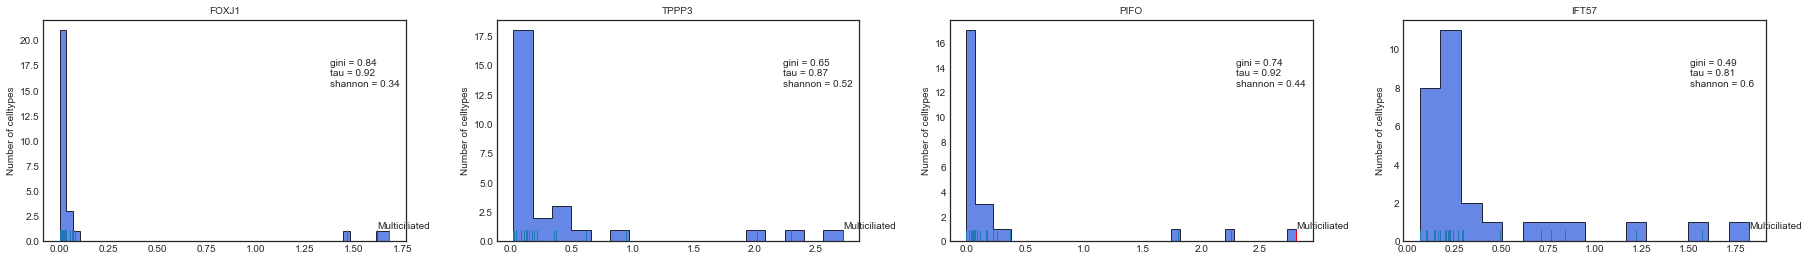 FOXJ1
Number of celltypes
20.0
17.5
15.0
12.5
10.0
7.5
5.0
2.5
0.0
gini = 0.84
tau = 0.92
shannon = 0.34
Multiciliated
0.00 0.25 0.50 0.75 1.00 1.25 1.50 1.75
TPPP3
Number of celltypes
17.5
15.0
12.5
10.0
7.5
5.0
2.5
0.0
gini = 0.65
tau = 0.87
shannon = 0.52
Multiciliated
0.0 0.5 1.0 1.5 2.0 2.5
PIFO
Number of celltypes
16
14
12
10
8
6
4
2
0
gini = 0.74
tau = 0.92
shannon = 0.44
Multiciliated
0.0 0.5 1.0 1.5 2.0 2.5
IFT57
Number of celltypes
10
8
6
4
2
0
gini = 0.49
tau = 0.81
shannon = 0.6
Multiciliated
0.00 0.25 0.50 0.75 1.00 1.25 1.50 1.75